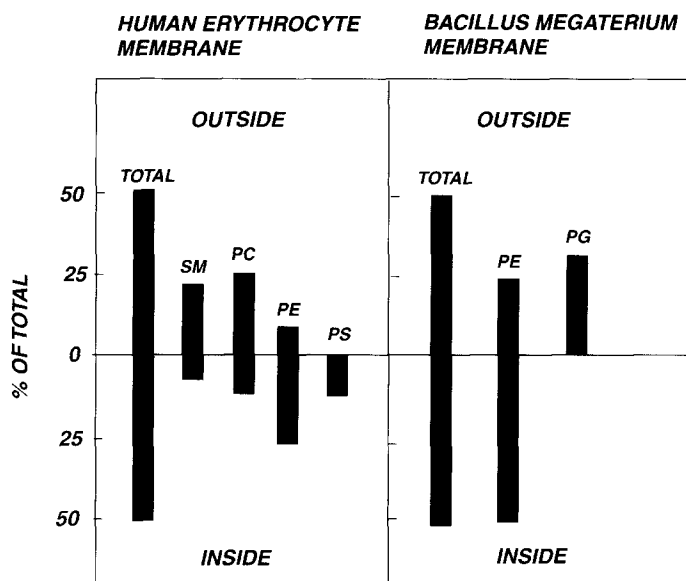 HUMAN ERYTHROCYTE
MEMBRANE
BACILLUS MEGATERIUM
MEMBRANE
OUTSIDE
OUTSIDE
TOTAL
SM
PC
PE
PS
TOTAL
PE
PG
50
25
0
25
50
% OF TOTAL
INSIDE
INSIDE